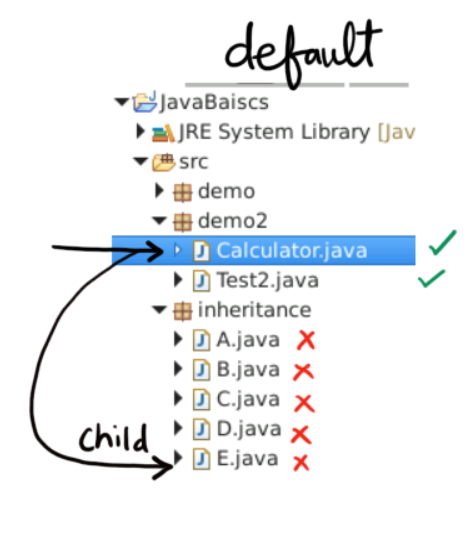 default
JavaBaiscs
JRE System Library [Jav
src
demo
demo2
Calculator.java
Test2.java
inheritance
A.java
B.java
C.java
D.java
child E.java